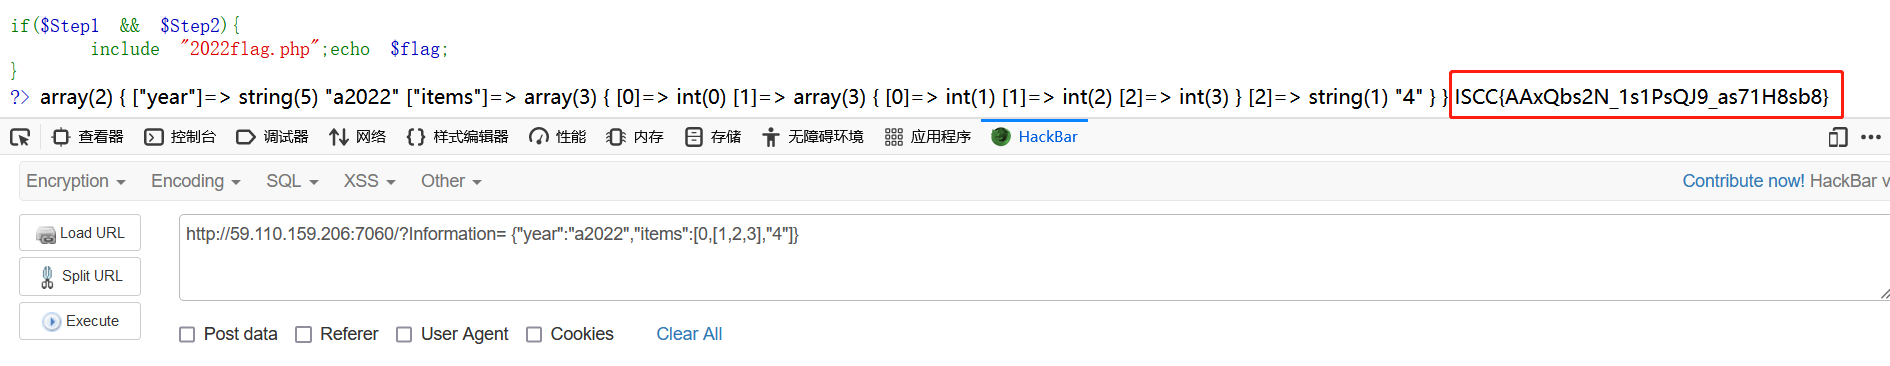 if($Step1 && $Step2){
include "2022flag.php";echo $flag;
}
?> array(2) { ["year"]=> string(5) "a2022" ["items"]=> array(3) { [0]=> int(0) [1]=> array(3) { [0]=> int(1) [1]=> int(2) [2]=> int(3) } [2]=> string(1) "4" } } ISCC{AAxQbs2N_1s1PsQJ9_as71H8sb8}
查看器 控制台 调试器 网络 样式编辑器 性能 内存 存储 无障碍环境 应用程序 HackBar
Encryption Encoding SQL XSS Other Contribute now! HackBar v
Load URL
http://59.110.159.206:7060/?Information= {"year":"a2022","items":[0,[1,2,3],"4"]}
Split URL
Execute
Post data Referer User Agent Cookies Clear All